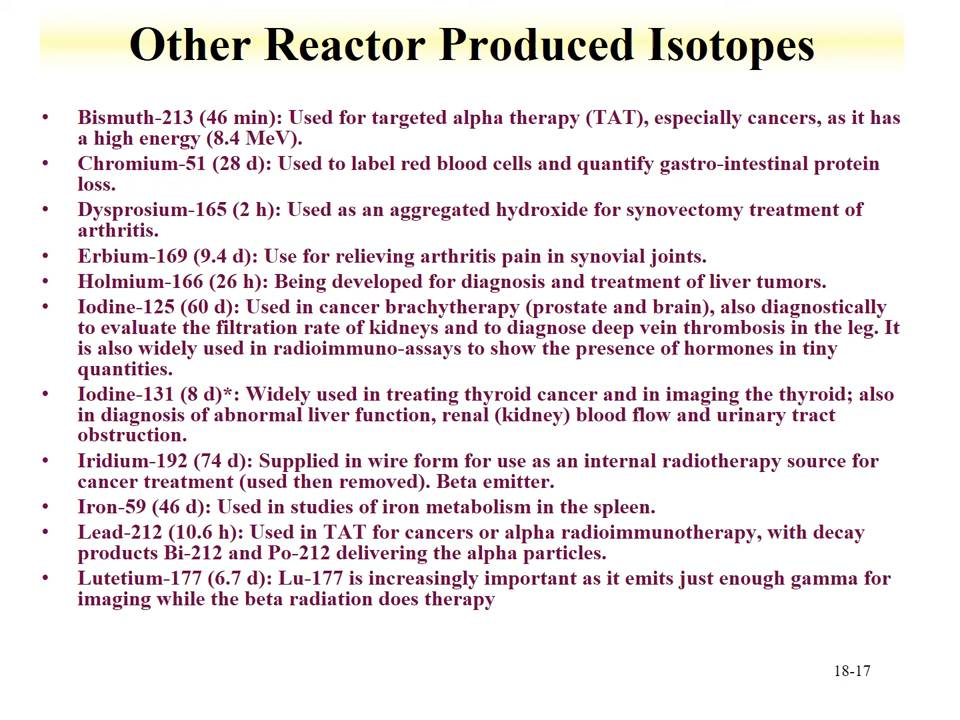 Other Reactor Produced Isotopes
• Bismuth-213 (46 min): Used for targeted alpha therapy (TAT), especially cancers, as it has
a high energy (8.4 MeV).
• Chromium-51 (28 d): Used to label red blood cells and quantify gastro-intestinal protein
loss.
• Dysprosium-165 (2 h): Used as an aggregated hydroxide for synovectomy treatment of
arthritis.
• Erbium-169 (9.4 d): Use for relieving arthritis pain in synovial joints.
• Holmium-166 (26 h): Being developed for diagnosis and treatment of liver tumors.
• Iodine-125 (60 d): Used in cancer brachytherapy (prostate and brain), also diagnostically
to evaluate the filtration rate of kidneys and to diagnose deep vein thrombosis in the leg. It
is also widely used in radioimmuno-assays to show the presence of hormones in tiny
quantities.
• Iodine-131 (8 d)*: Widely used in treating thyroid cancer and in imaging the thyroid; also
in diagnosis of abnormal liver function, renal (kidney) blood flow and urinary tract
obstruction.
• Iridium-192 (74 d): Supplied in wire form for use as an internal radiotherapy source for
cancer treatment (used then removed). Beta emitter.
• Iron-59 (46 d): Used in studies of iron metabolism in the spleen.
• Lead-212 (10.6 h): Used in TAT for cancers or alpha radioimmunotherapy, with decay
products Bi-212 and Po-212 delivering the alpha particles.
• Lutetium-177 (6.7 d): Lu-177 is increasingly important as it emits just enough gamma for
imaging while the beta radiation does therapy
18-17